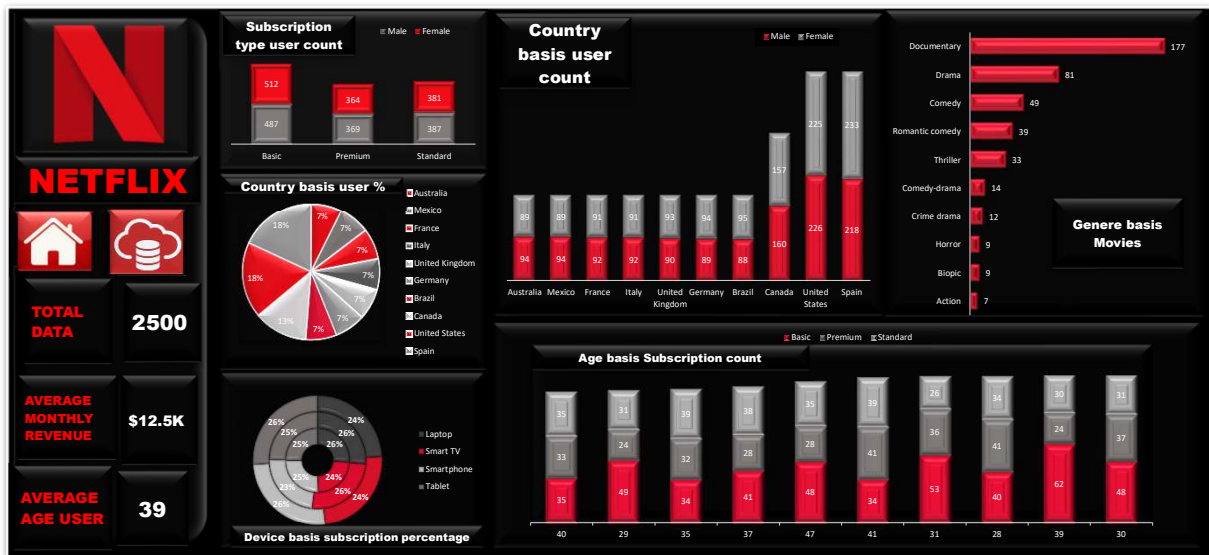 NETFLIX
TOTAL
DATA
2500
AVERAGE
MONTHLY
REVENUE
$12.5K
AVERAGE
AGE USER
39
Subscription
type user count
Male Female
512 364 381
487 369 387
Basic Premium Standard
Country basis user %
7% 7% 7% 7% 7% 7% 7% 13% 18% 18%
Australia
Mexico
France
Italy
United Kingdom
Germany
Brazil
Canada
United States
Spain
26% 24%
25% 26%
25% 26%
25% 24%
23% 26%
26% 24%
Laptop
Smart TV
Smartphone
Tablet
Device basis subscription percentage
Country
basis user
count
Male Female
89 89 91 91 93 94 95 157 225 233
94 94 92 92 90 89 88 160 226 218
Australia Mexico France Italy United Kingdom Germany Brazil Canada United States Spain
Documentary 177
Drama 81
Comedy 49
Romantic comedy 39
Thriller 33
Comedy-drama 14
Crime drama 12
Horror 9
Biopic 9
Action 7
Genere basis
Movies
Basic Premium Standard
Age basis Subscription count
35 31 39 38 35 39 26 34 30 31
33 24 32 28 28 41 36 41 24 37
35 49 34 41 48 34 53 40 62 48
40 29 35 37 47 41 31 28 39 30